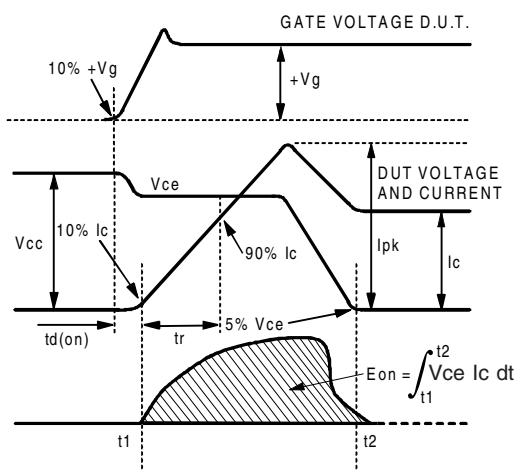 GATE VOLTAGE D.U.T.
10% +Vg
+Vg
Vce
DUT VOLTAGE
AND CURRENT
Vcc
10% Ic
90% Ic
Ipk
Ic
td(on)
tr
5% Vce
Eon = ∫ Vce Ic dt
t2
t1
t1
t2